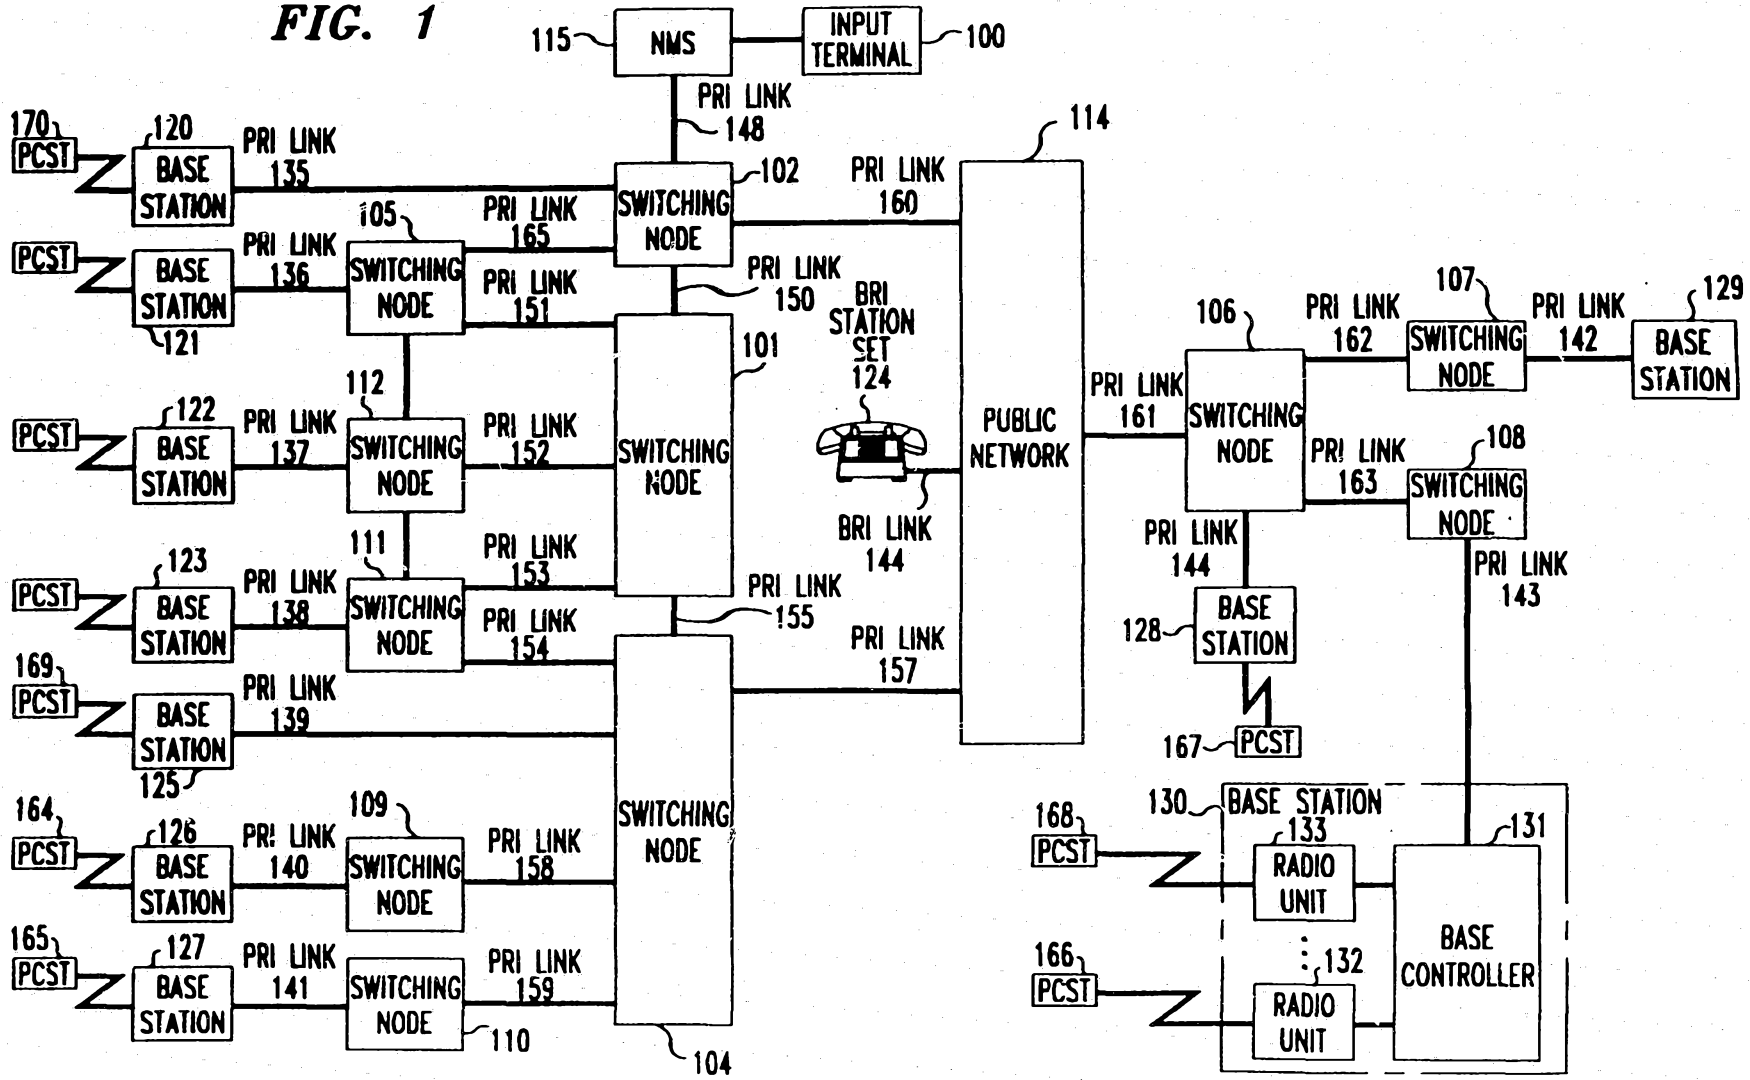 FIG. 1
115
NMS
INPUT
TERMINAL
100
PRI LINK
148
114
170
PCST
120
BASE
STATION
PRI LINK
135
102
SWITCHING
NODE
PRI LINK
160
PCST
BASE
STATION
121
PRI LINK
136
105
SWITCHING
NODE
PRI LINK
165
PRI LINK
151
PRI LINK
150
BRI
STATION
SET
124
101
SWITCHING
NODE
112
PCST
122
BASE
STATION
PRI LINK
137
SWITCHING
NODE
PRI LINK
152
PUBLIC
NETWORK
BRI LINK
144
PRI LINK
161
106
SWITCHING
NODE
PRI LINK
162
107
SWITCHING
NODE
PRI LINK
142
129
BASE
STATION
PRI LINK
163
108
SWITCHING
NODE
PRI LINK
144
PRI LINK
143
BASE
STATION
128
167
PCST
111
PCST
123
BASE
STATION
PRI LINK
138
SWITCHING
NODE
PRI LINK
153
PRI LINK
154
PRI LINK
155
PRI LINK
157
169
PCST
BASE
STATION
125
PRI LINK
139
SWITCHING
NODE
104
164
PCST
126
BASE
STATION
PRI LINK
140
109
SWITCHING
NODE
PRI LINK
158
165
PCST
127
BASE
STATION
PRI LINK
141
SWITCHING
NODE
110
PRI LINK
159
130
BASE STATION
168
PCST
133
RADIO
UNIT
131
BASE
CONTROLLER
166
PCST
132
RADIO
UNIT